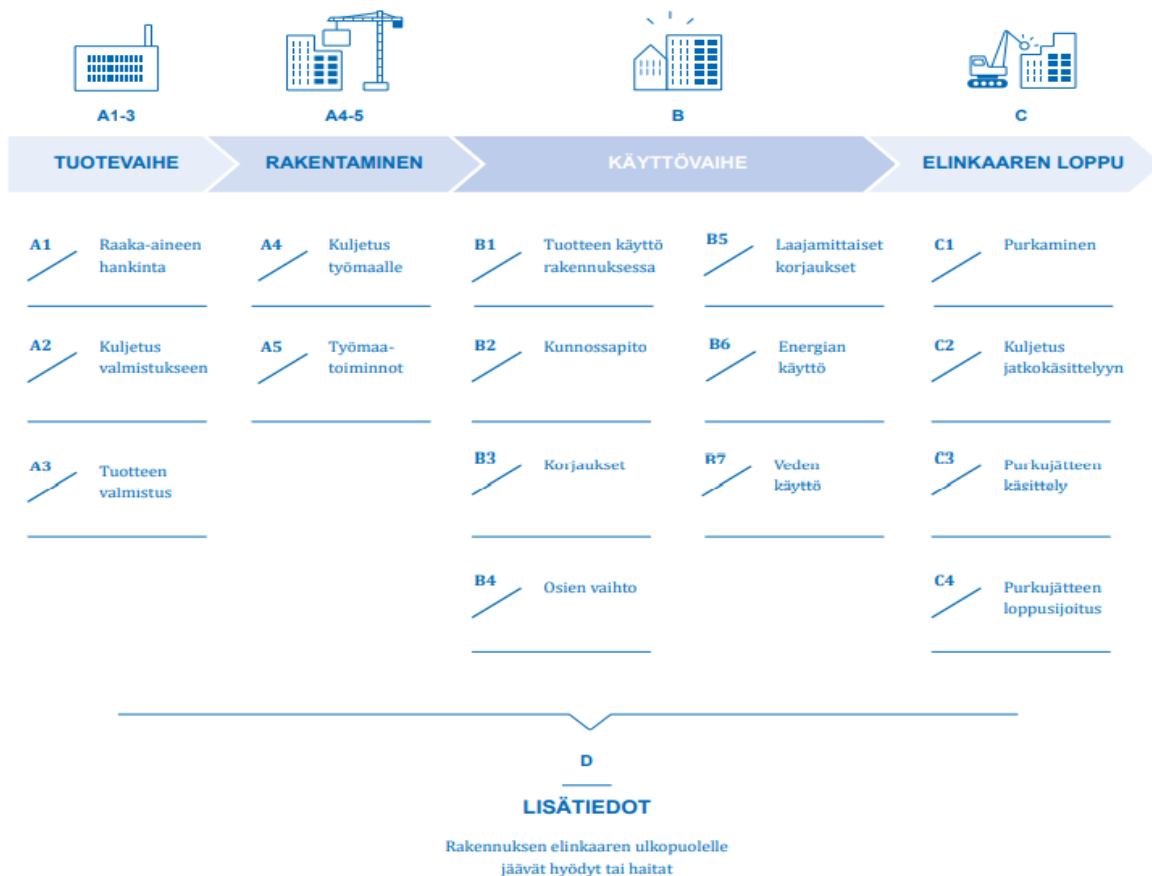 A1-3
A4-5
B
C
TUOTEVAIHE
RAKENTAMINEN
KÄYTTÖVAIHE
ELINKAAREN LOPPU
A1
Raaka-aineen
hankinta
A2
Kuljetus
valmistukseen
A3
Tuotteen
valmistus
A4
Kuljetus
työmaalle
A5
Työmaa-
toiminnot
B1
Tuotteen käyttö
rakennuksessa
B2
Kunnossapito
B3
Korjaukset
B4
Osien vaihto
B5
Laajamittaiset
korjaukset
B6
Energian
käyttö
B7
Veden
käyttö
C1
Purkaminen
C2
Kuljetus
jatkokäsittelyyn
C3
Purkujätteen
käsittely
C4
Purkujätteen
loppusijoitus
D
LISÄTIEDOT
Rakennuksen elinkaaren ulkopuolelle
jäävät hyödyt tai haitat